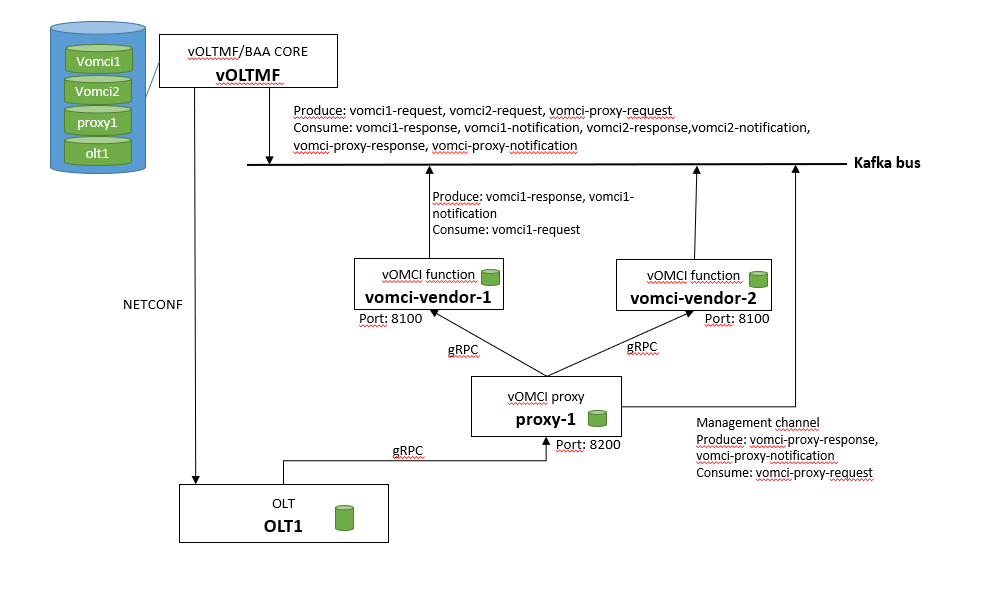 Vomci1
Vomci2
proxy1
olt1
vOLTMF/BAA CORE
vOLTMF
Produce: vomci1-request, vomci2-request, vomci-proxy-request
Consume: vomci1-response, vomci1-notification, vomci2-response,vomci2-notification,
vomci-proxy-response, vomci-proxy-notification
Kafka bus
Produce: vomci1-response, vomci1-
notification
Consume: vomci1-request
vOMCI function
vomci-vendor-1
Port: 8100
vOMCI function
vomci-vendor-2
Port: 8100
NETCONF
gRPC
gRPC
vOMCI proxy
proxy-1
Port: 8200
Management channel
Produce: vomci-proxy-response,
vomci-proxy-notification
Consume: vomci-proxy-request
gRPC
OLT
OLT1